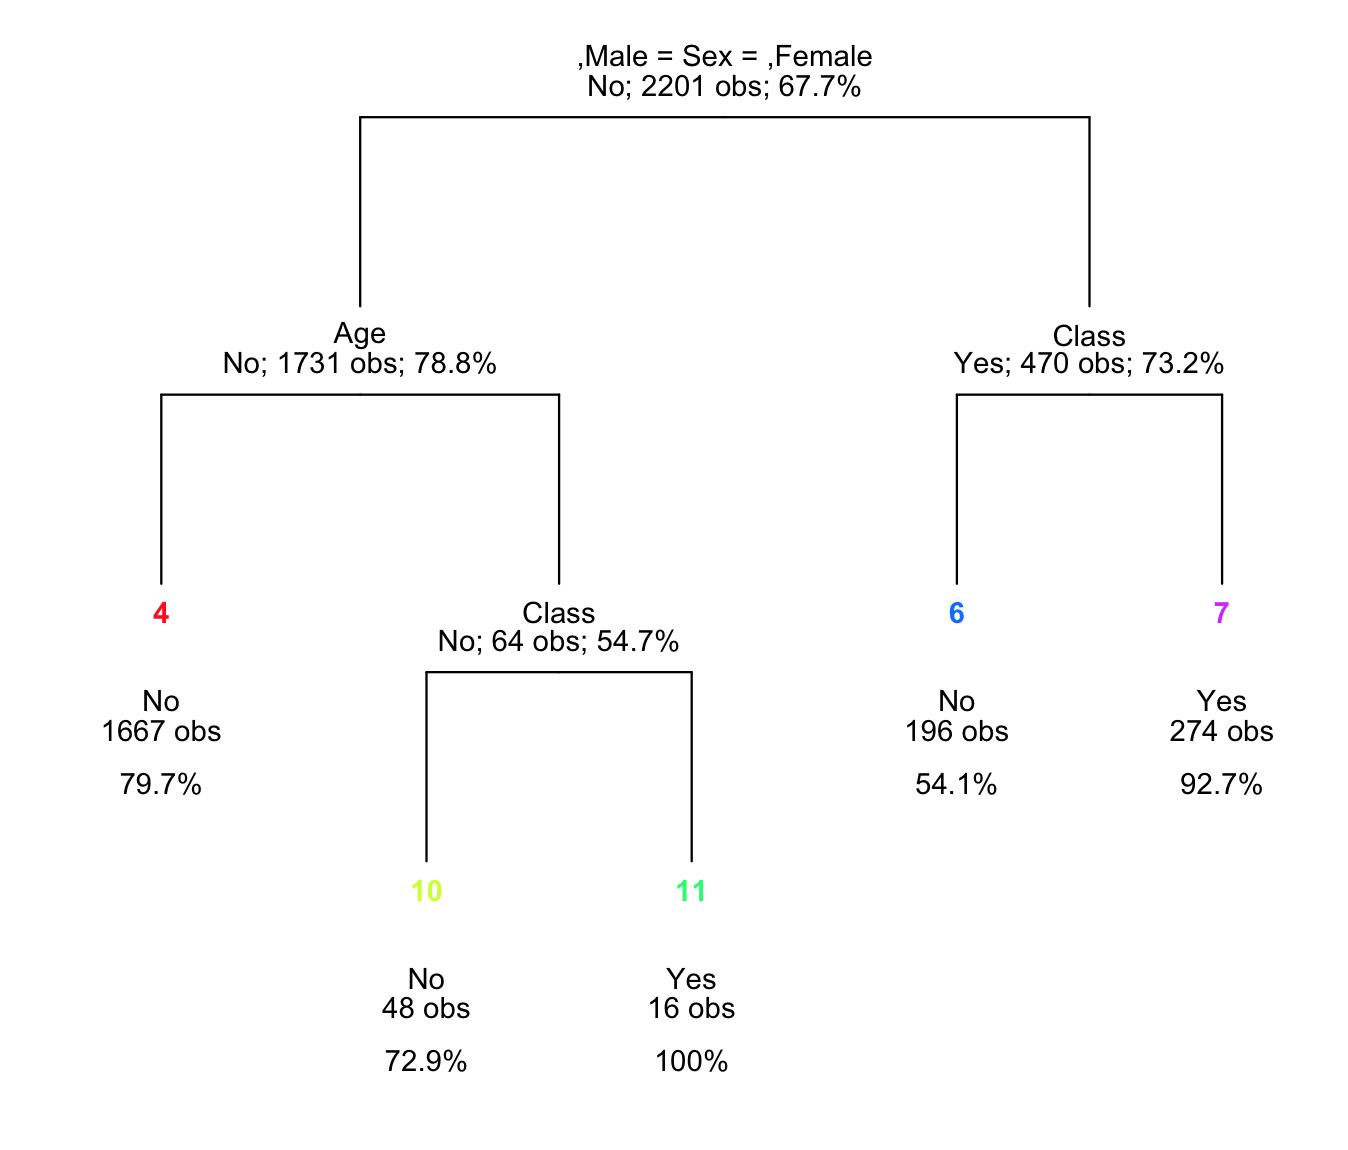 ,Male = Sex = ,Female
No; 2201 obs; 67.7%
Age
No; 1731 obs; 78.8%
Class
Yes; 470 obs; 73.2%
4
No
1667 obs
79.7%
Class
No; 64 obs; 54.7%
6
No
196 obs
54.1%
7
Yes
274 obs
92.7%
10
No
48 obs
72.9%
11
Yes
16 obs
100%